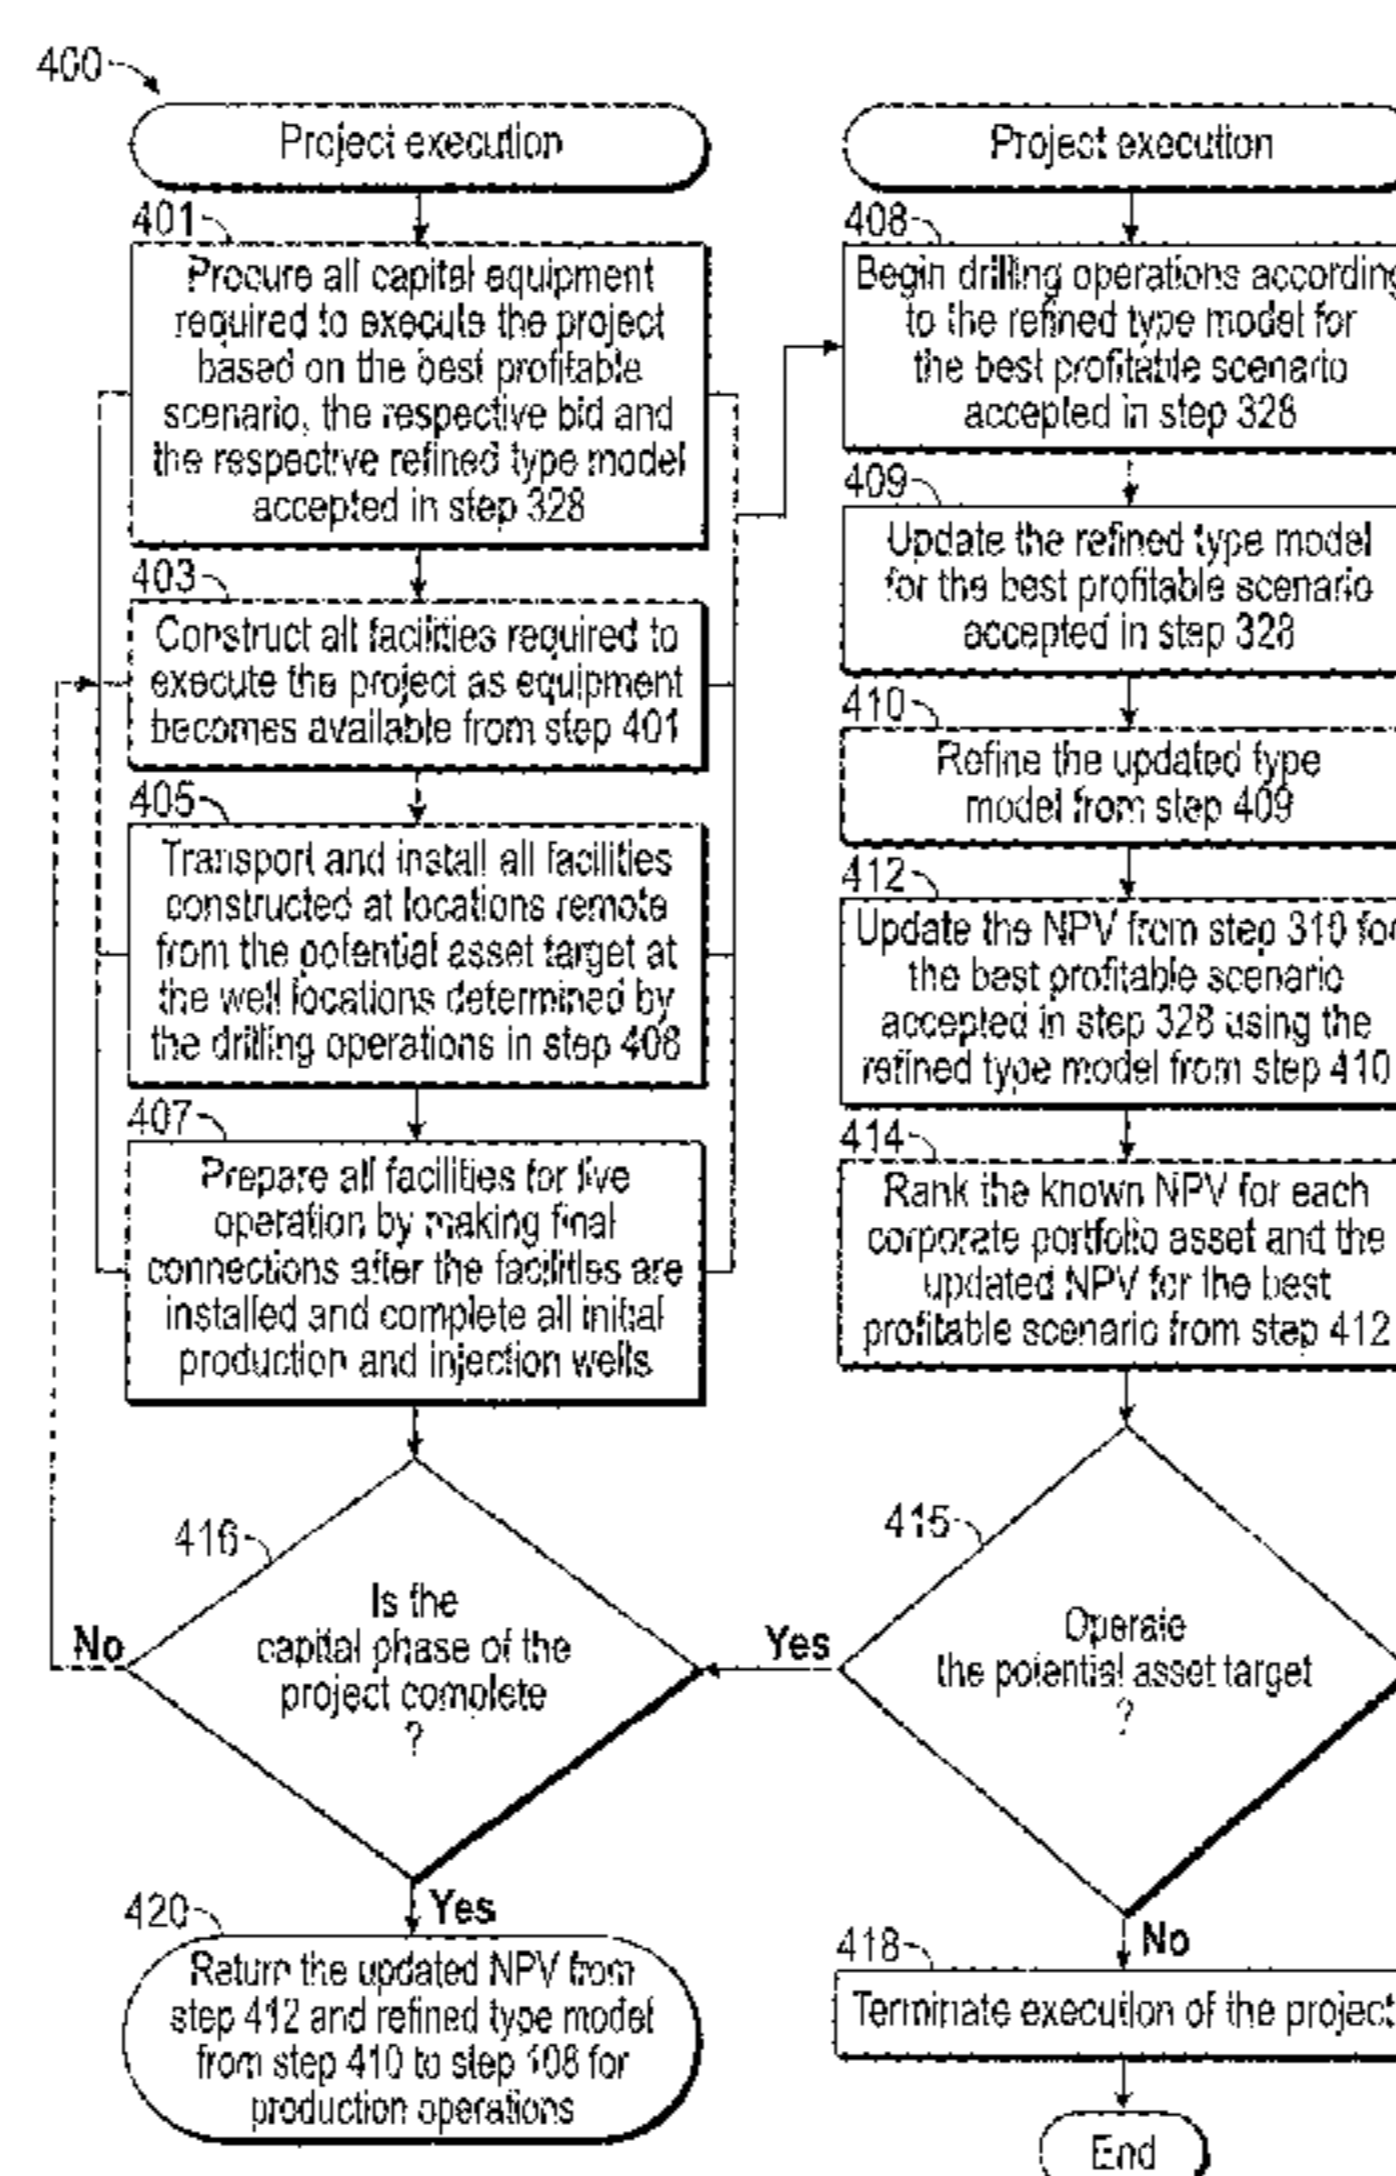 400
Project execution
401
Procure all capital equipment
required to execute the project
based on the best profitable
scenario, the respective bid and
the respective refined type model
accepted in step 328
403
Construct all facilities required to
execute the project as equipment
becomes available from step 401
405
Transport and install all facilities
constructed at locations remote
from the potential asset target at
the well locations determined by
the drilling operations in step 408
407
Prepare all facilities for live
operation by making final
connections after the facilities are
installed and complete all initial
production and injection wells
416
Is the
capital phase of the
project complete
?
No
Yes
420
Return the updated NPV from
step 412 and refined type model
from step 410 to step 108 for
production operations
Project execution
408
Begin drilling operations according
to the refined type model for
the best profitable scenario
accepted in step 328
409
Update the refined type model
for the best profitable scenario
accepted in step 328
410
Refine the updated type
model from step 409
412
Update the NPV from step 310 for
the best profitable scenario
accepted in step 328 using the
refined type model from step 410
414
Rank the known NPV for each
corporate portfolio asset and the
updated NPV for the best
profitable scenario from step 412
415
Operate
the potential asset target
?
Yes
No
418
Terminate execution of the project
End